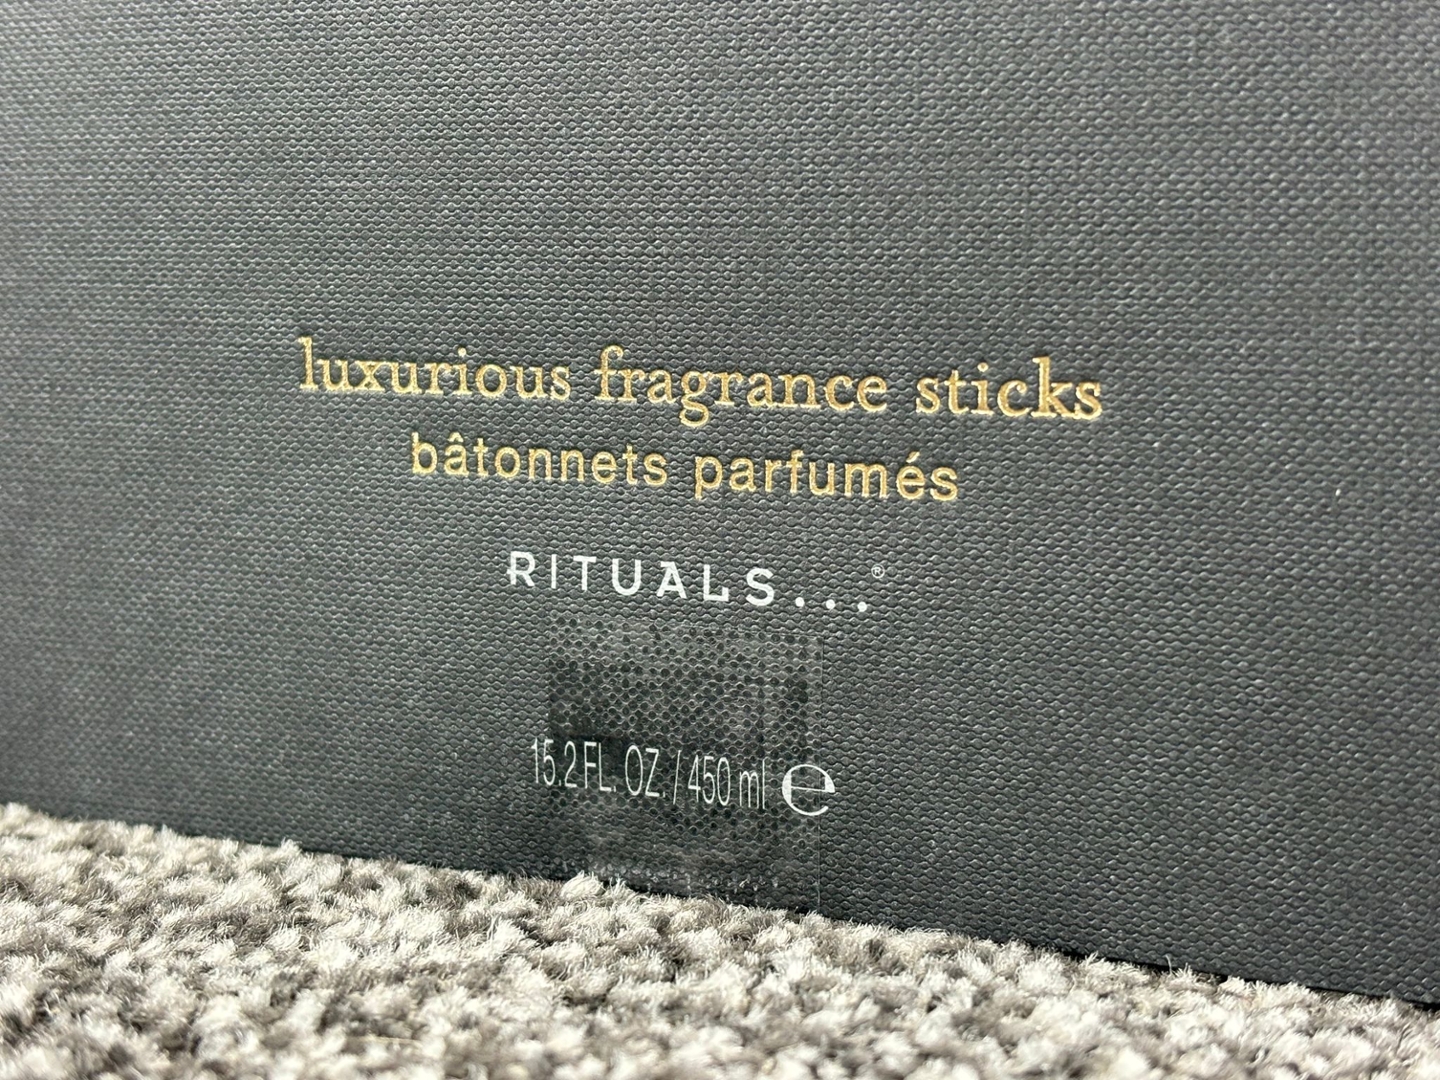 luxurious fragrance sticks
bâtonnets parfumés
RITUALS...®
15.2 FL. OZ. / 450 ml ℮